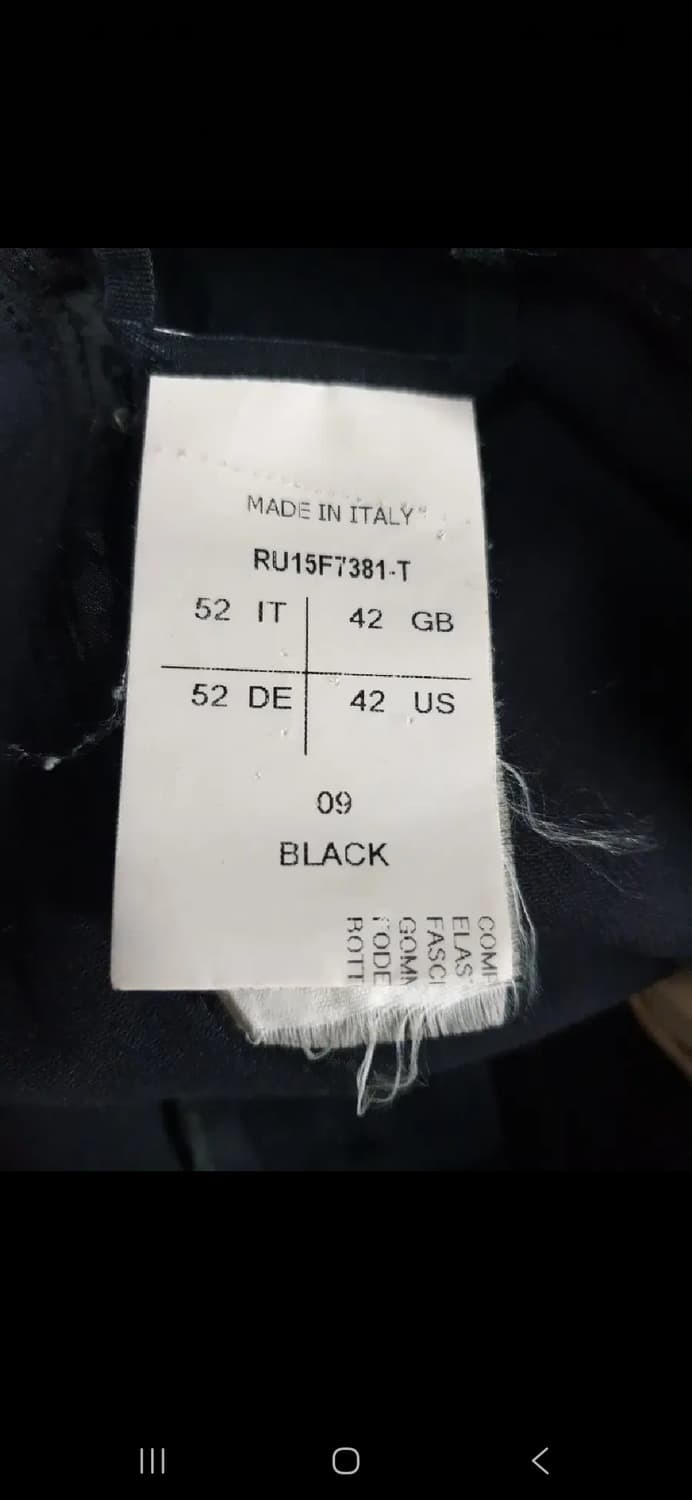 MADE IN ITALY
RU15F7381-T
52 IT 42 GB
52 DE 42 US
09
BLACK